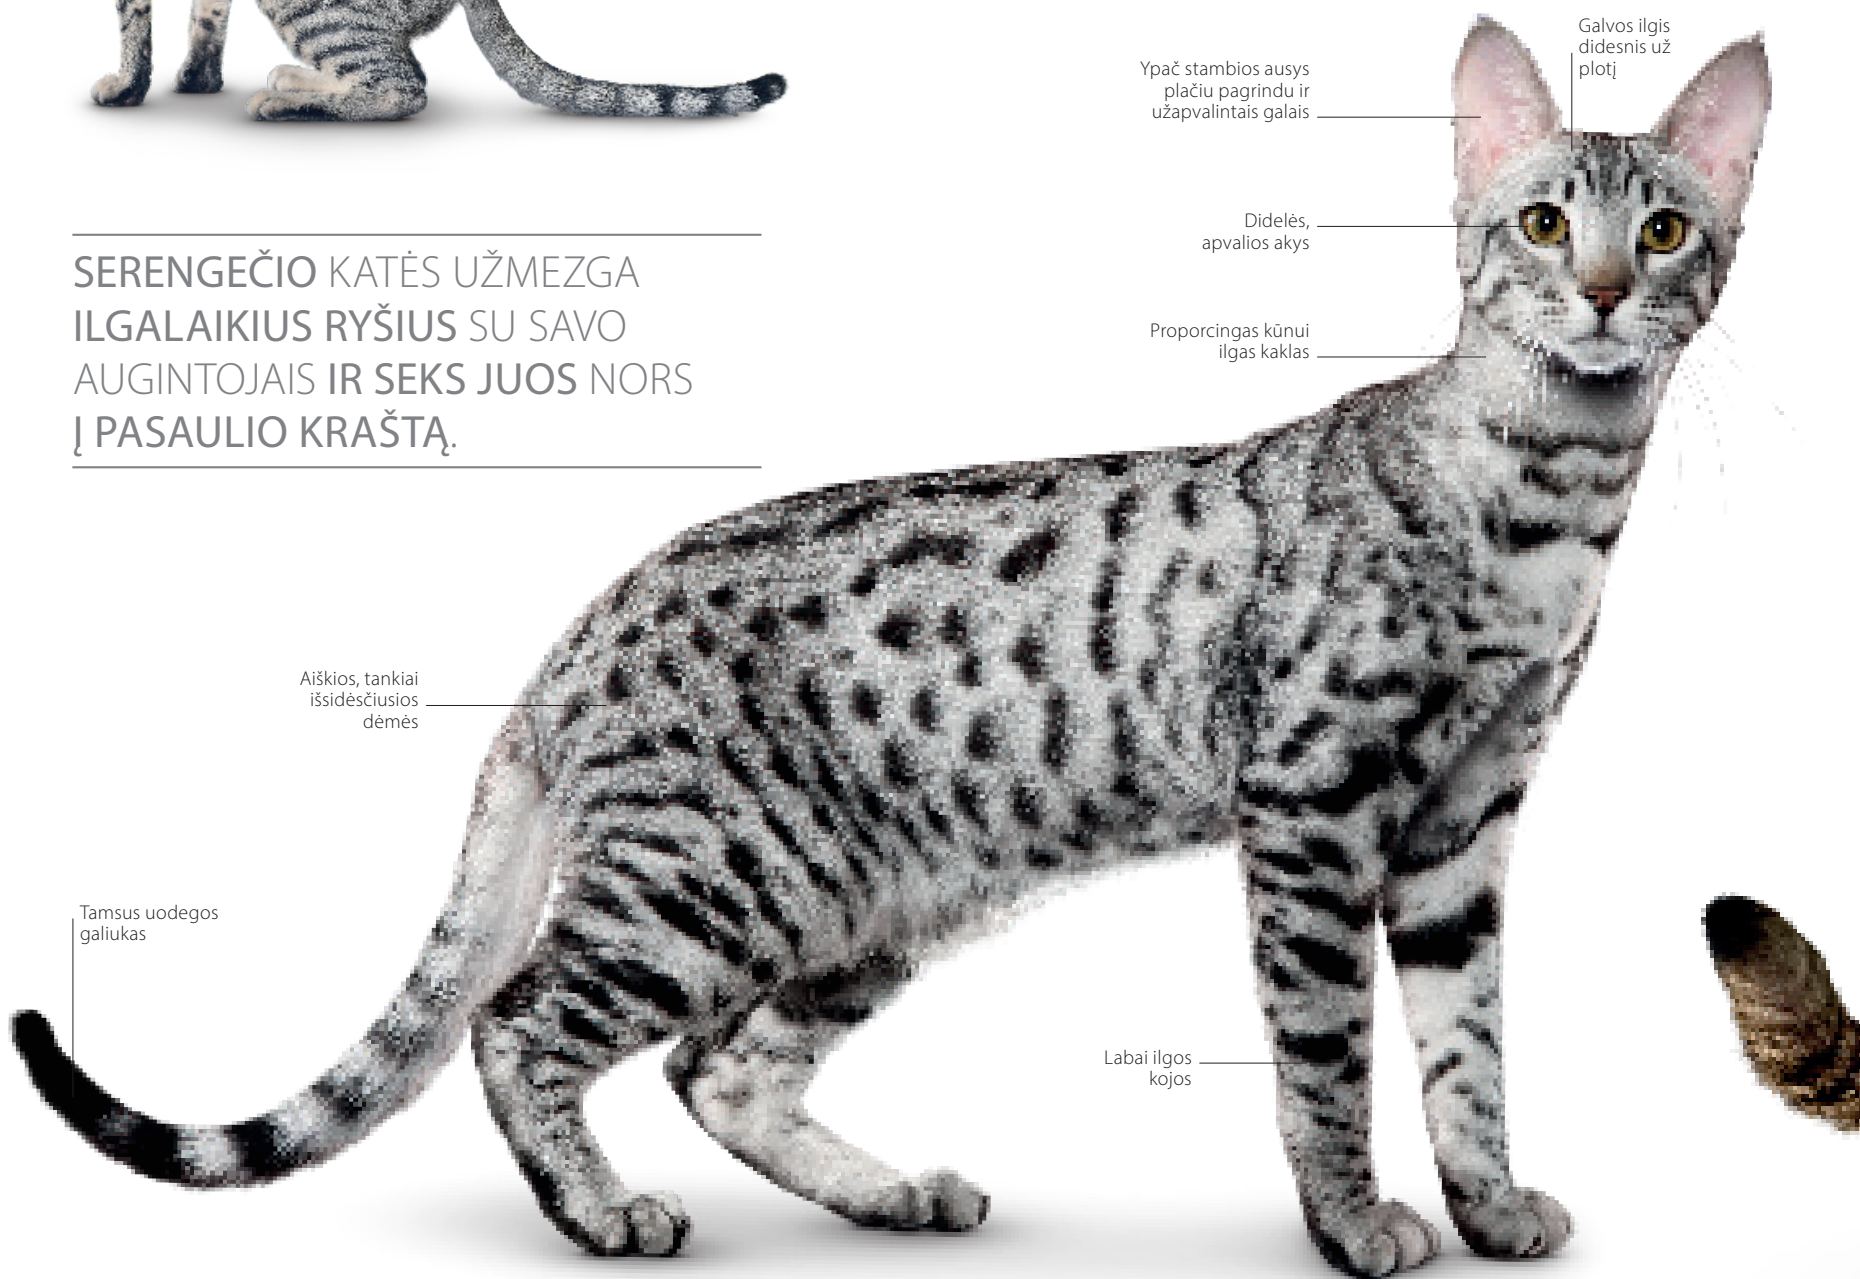 Galvos ilgis
didesnis už
plotį
Ypač stambios ausys
plačiu pagrindu ir
užapvalintais galais
Didelės,
apvalios akys
SERENGEČIO KATĖS UŽMEZGA
ILGALAIKIUS RYŠIUS SU SAVO
AUGINTOJAIS IR SEKS JUOS NORS
Į PASAULIO KRAŠTĄ.
Proporcingas kūnui
ilgas kaklas
Aiškios, tankiai
išsidėsčiusios
dėmės
Tamsus uodegos
galiukas
Labai ilgos
kojos